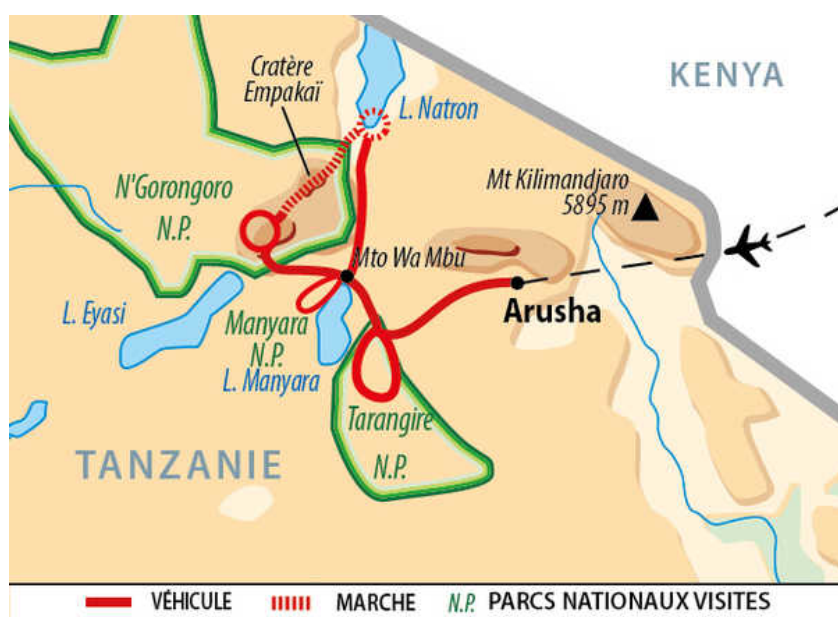 Cratère
Empakaï
L. Natron
KENYA
N'Gorongoro
N.P.
Mt Kilimandjaro
5895 m
Mto Wa Mbu
Arusha
L. Eyasi
Manyara
N.P.
L. Manyara
Tarangire
N.P.
TANZANIE
VÉHICULE
MARCHE
N.P. PARCS NATIONAUX VISITES